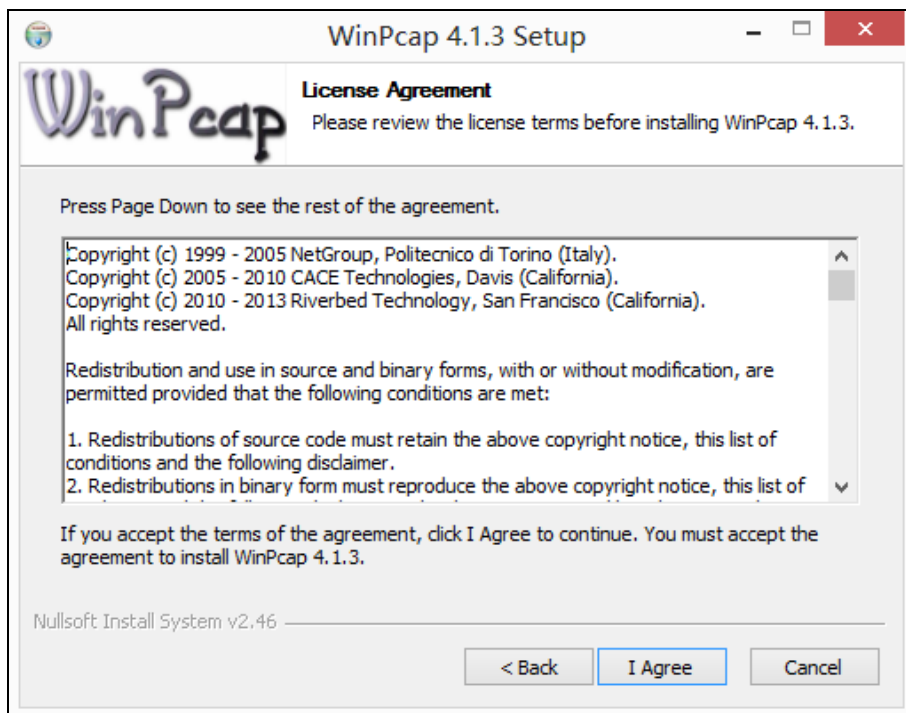 WinPcap 4.1.3 Setup
WinPcap
License Agreement
Please review the license terms before installing WinPcap 4.1.3.
Press Page Down to see the rest of the agreement.
Copyright (c) 1999 - 2005 NetGroup, Politecnico di Torino (Italy).
Copyright (c) 2005 - 2010 CACE Technologies, Davis (California).
Copyright (c) 2010 - 2013 Riverbed Technology, San Francisco (California).
All rights reserved.
Redistribution and use in source and binary forms, with or without modification, are
permitted provided that the following conditions are met:
1. Redistributions of source code must retain the above copyright notice, this list of
conditions and the following disclaimer.
2. Redistributions in binary form must reproduce the above copyright notice, this list of
If you accept the terms of the agreement, click I Agree to continue. You must accept the
agreement to install WinPcap 4.1.3.
Nullsoft Install System v2.46
< Back
I Agree
Cancel